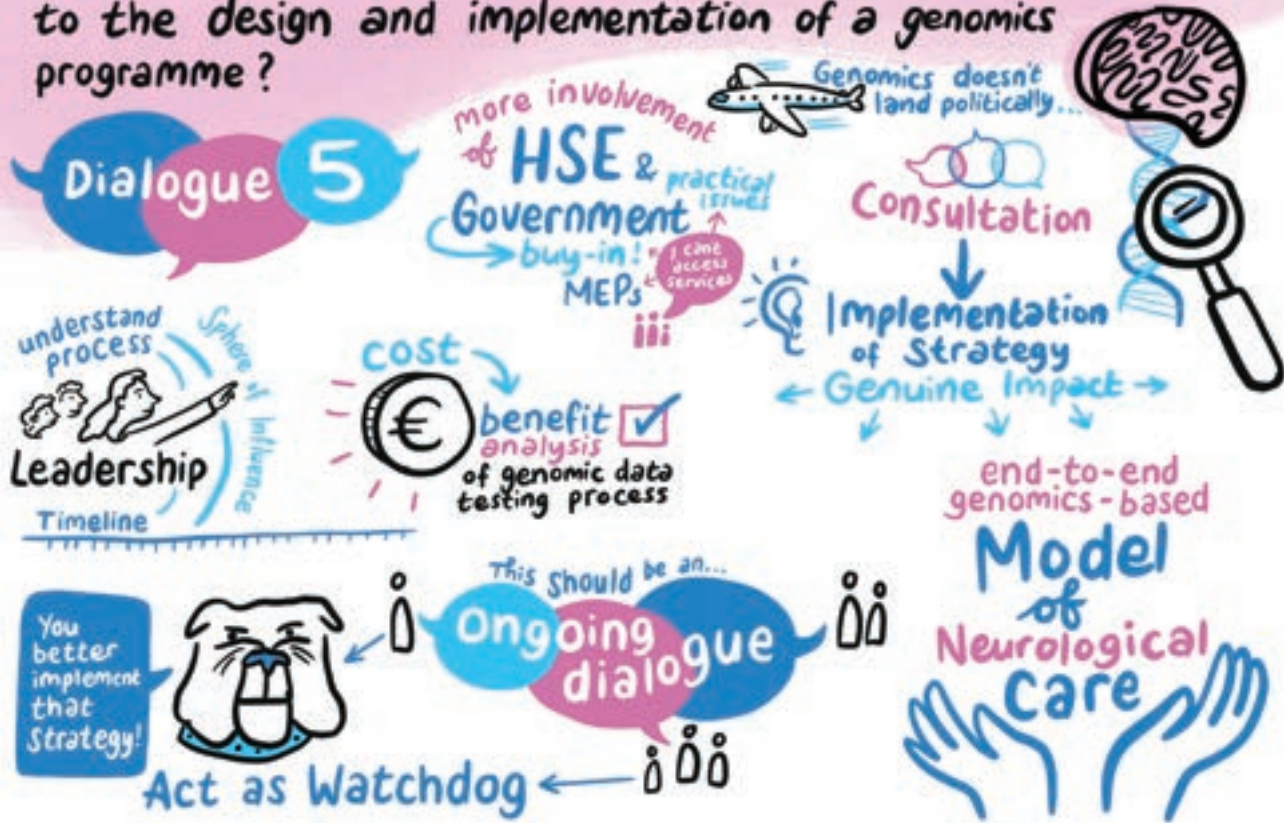 to the design and implementation of a genomics
programme?
Dialogue 5
more involvement
of HSE &
Government
practical
issues
buy-in!
MEPs
I cant
access
services
Genomics doesn't
land politically...
Consultation
Implementation
of Strategy
Genuine Impact
understand
process
Sphere of Influence
Leadership
Timeline
cost
€
benefit
analysis
of genomic data
testing process
end-to-end
genomics-based
Model
of
Neurological
Care
This should be an...
Ongoing
dialogue
You
better
implement
that
Strategy!
Act as Watchdog